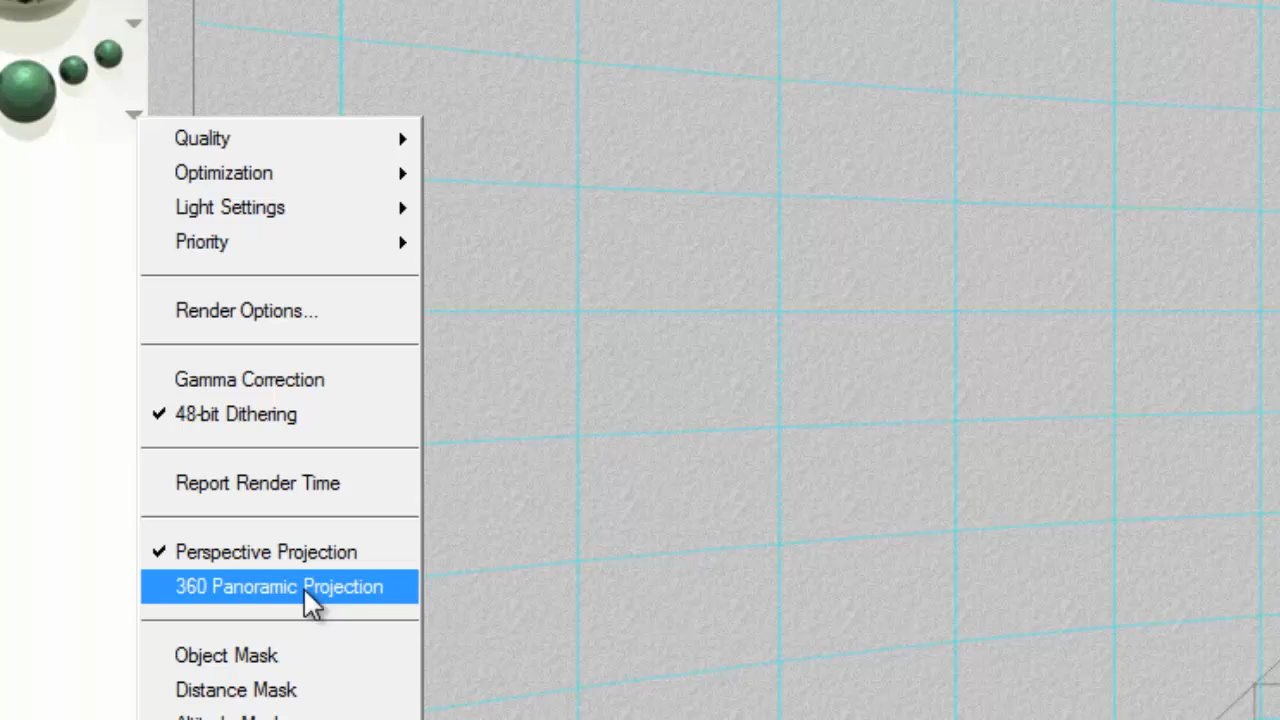 Quality
Optimization
Light Settings
Priority
Render Options...
Gamma Correction
48-bit Dithering
Report Render Time
Perspective Projection
360 Panoramic Projection
Object Mask
Distance Mask